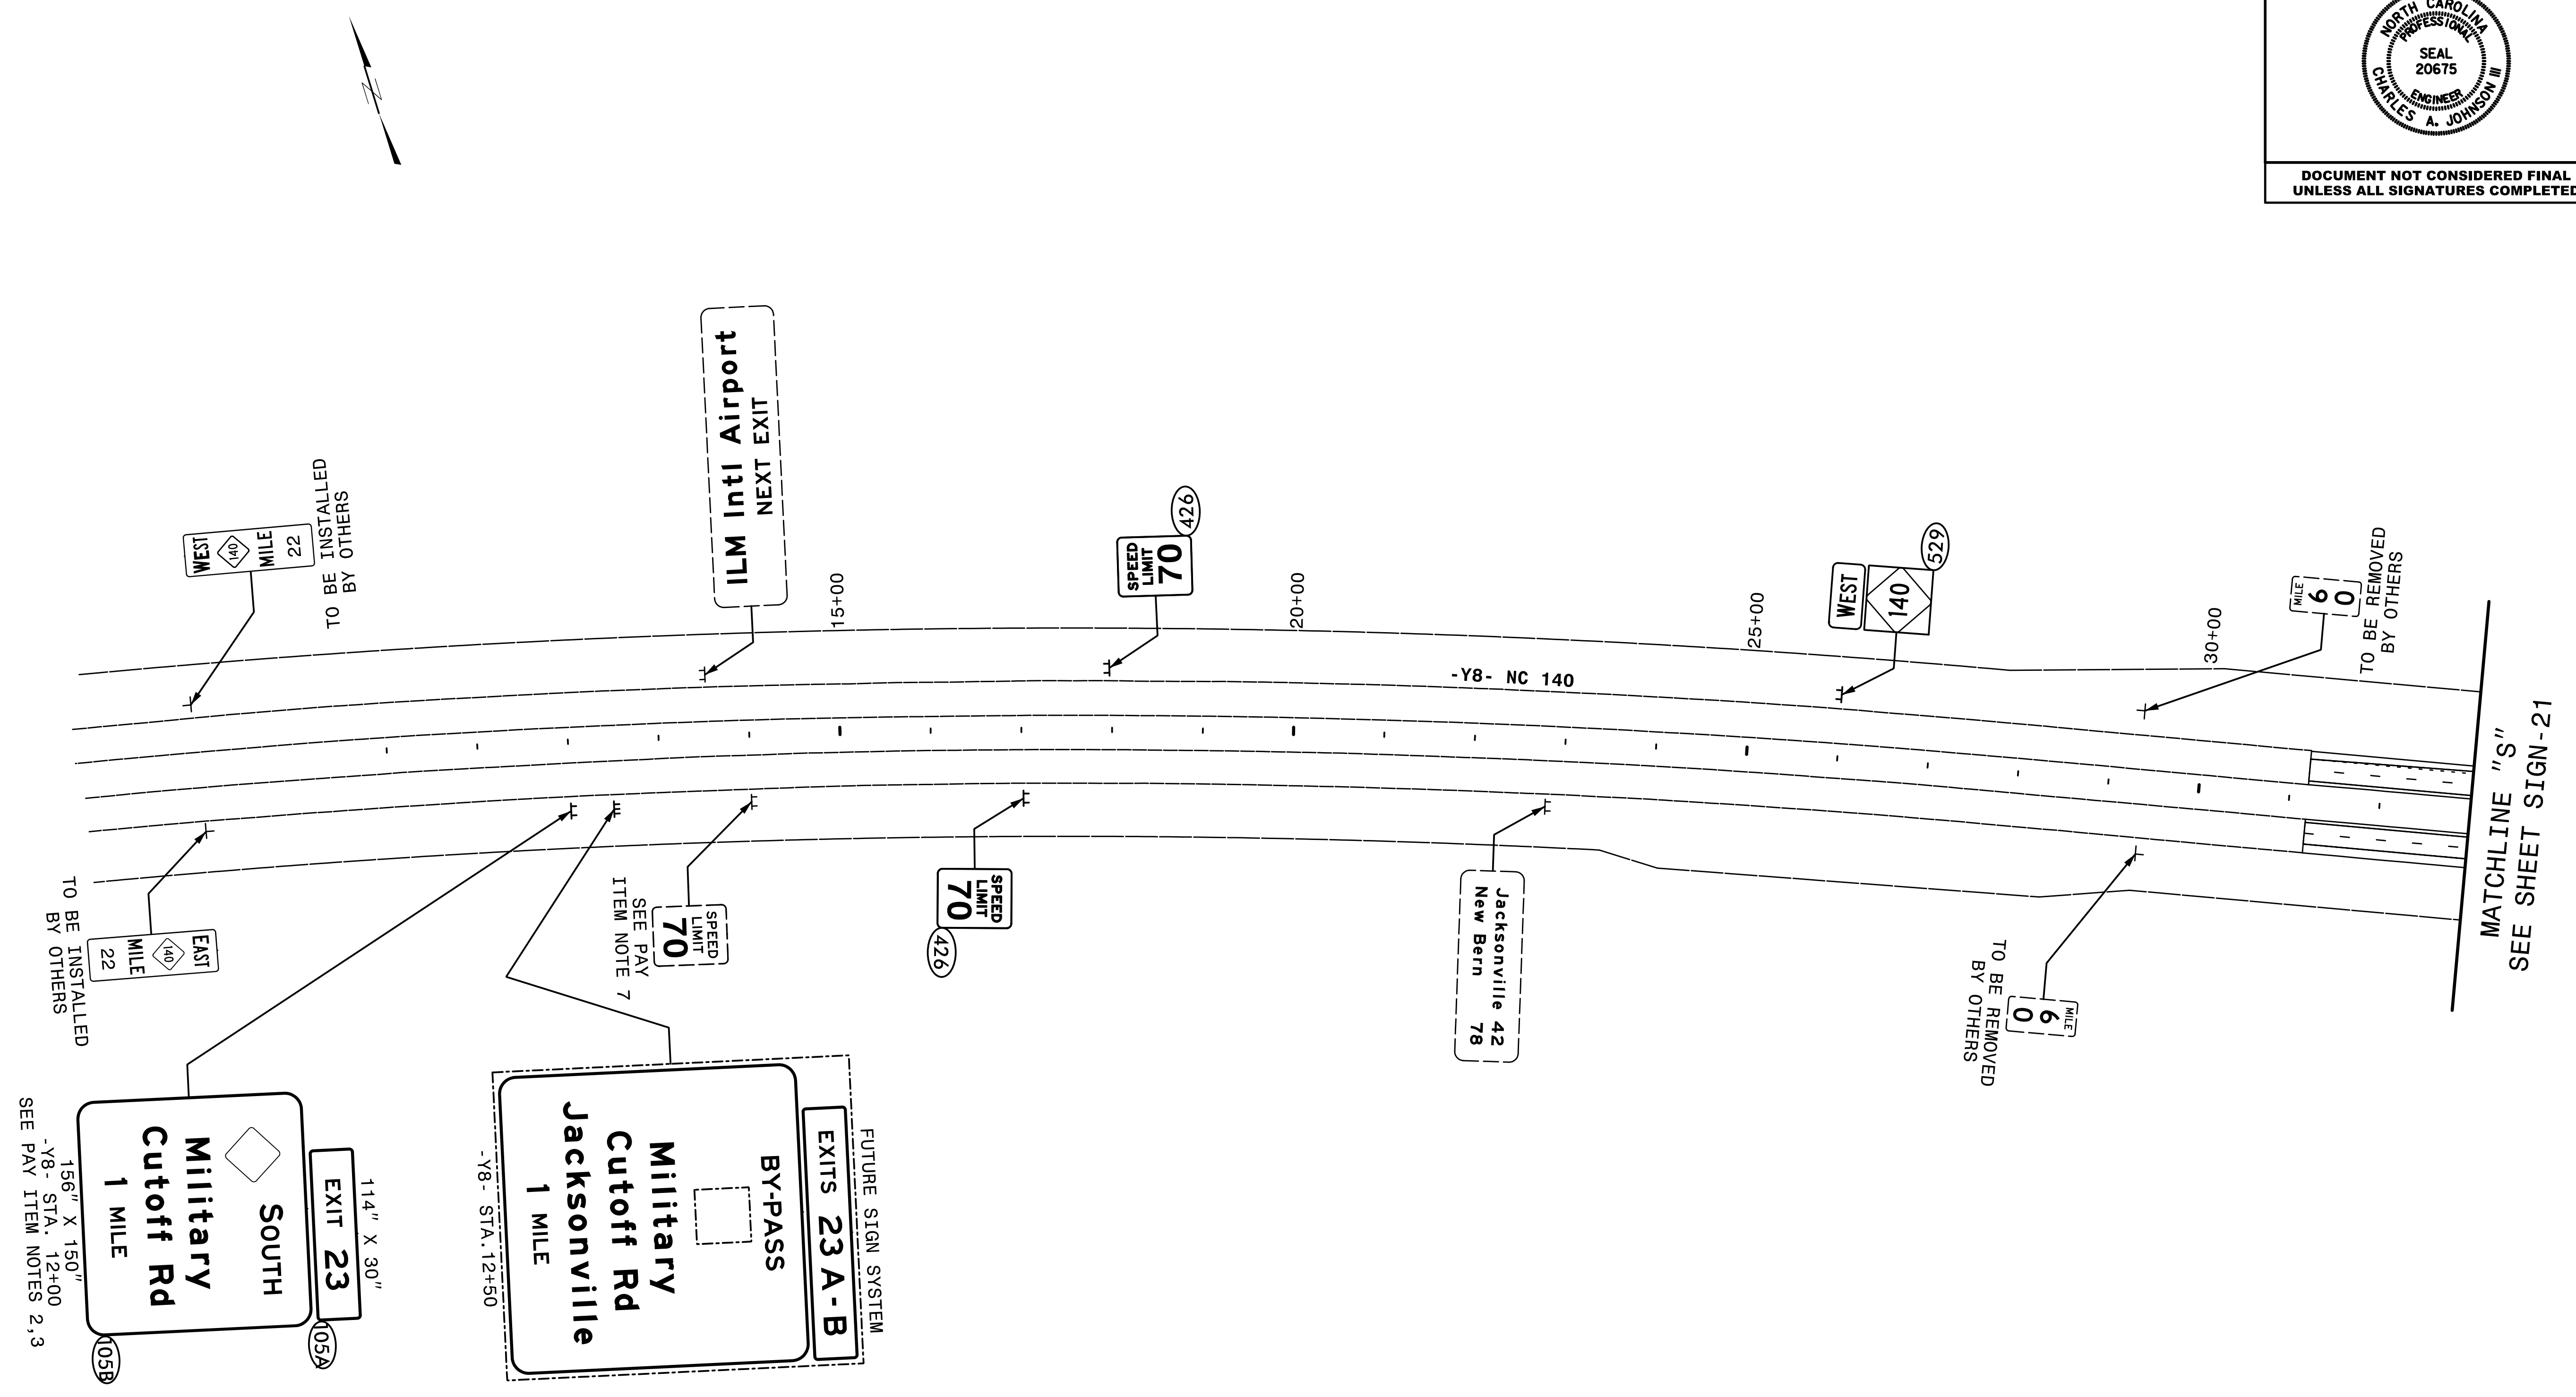 NORTH CAROLINA
PROFESSIONAL
SEAL
20675
ENGINEER
CHARLES A. JOHNSON III
DOCUMENT NOT CONSIDERED FINAL
UNLESS ALL SIGNATURES COMPLETED
WEST
140
MILE
22
TO BE INSTALLED
BY OTHERS
ILM Intl Airport
NEXT EXIT
15+00
SPEED
LIMIT
70
426
20+00
-Y8- NC 140
25+00
WEST
140
529
30+00
MILE
6
0
TO BE REMOVED
BY OTHERS
MATCHLINE "S"
SEE SHEET SIGN-21
EAST
140
MILE
22
TO BE INSTALLED
BY OTHERS
SPEED
LIMIT
70
SEE PAY
ITEM NOTE 7
SPEED
LIMIT
70
426
Jacksonville 42
New Bern 78
MILE
6
0
TO BE REMOVED
BY OTHERS
114" X 30"
EXIT 23
105A
SOUTH
Military
Cutoff Rd
1 MILE
105B
156" X 150"
-Y8- STA. 12+00
SEE PAY ITEM NOTES 2,3
FUTURE SIGN SYSTEM
EXITS 23 A-B
BY-PASS
Military
Cutoff Rd
Jacksonville
1 MILE
-Y8- STA.12+50